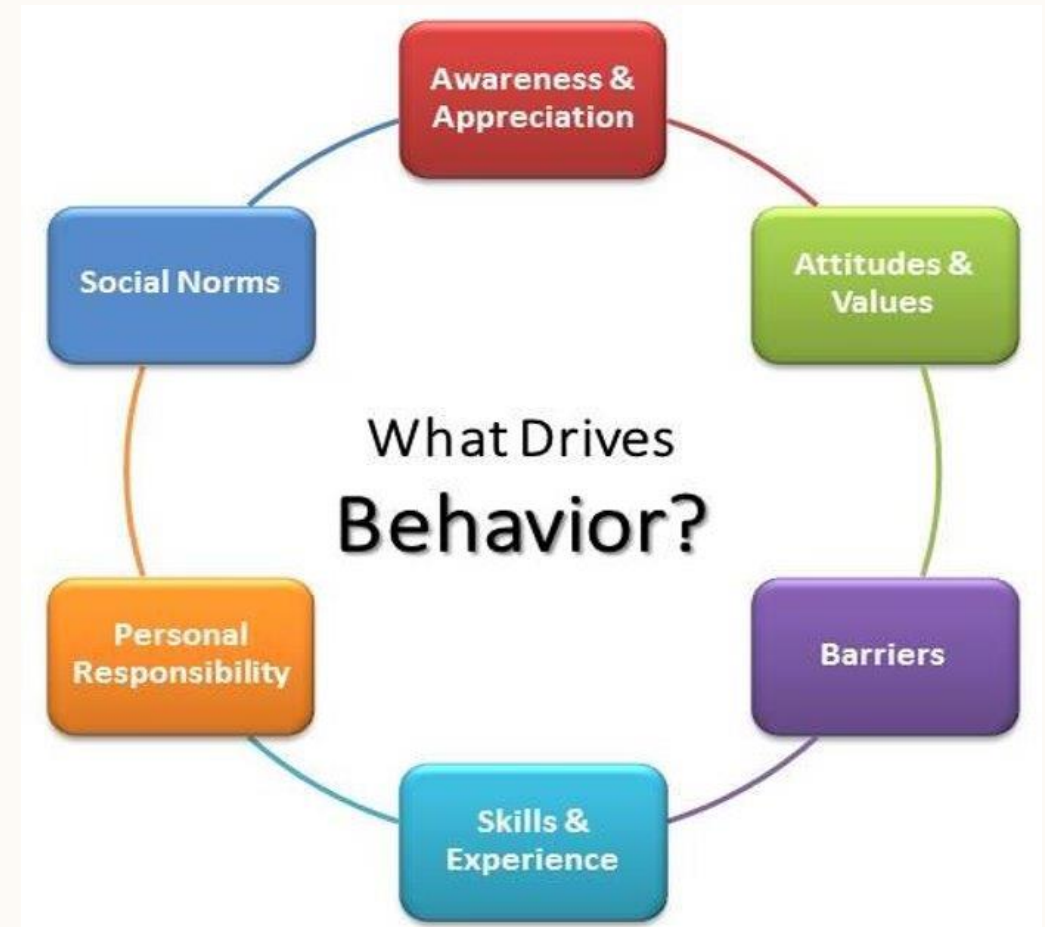 Awareness &
Appreciation
Attitudes &
Values
Barriers
Skills &
Experience
Personal
Responsibility
Social Norms
What Drives
Behavior?